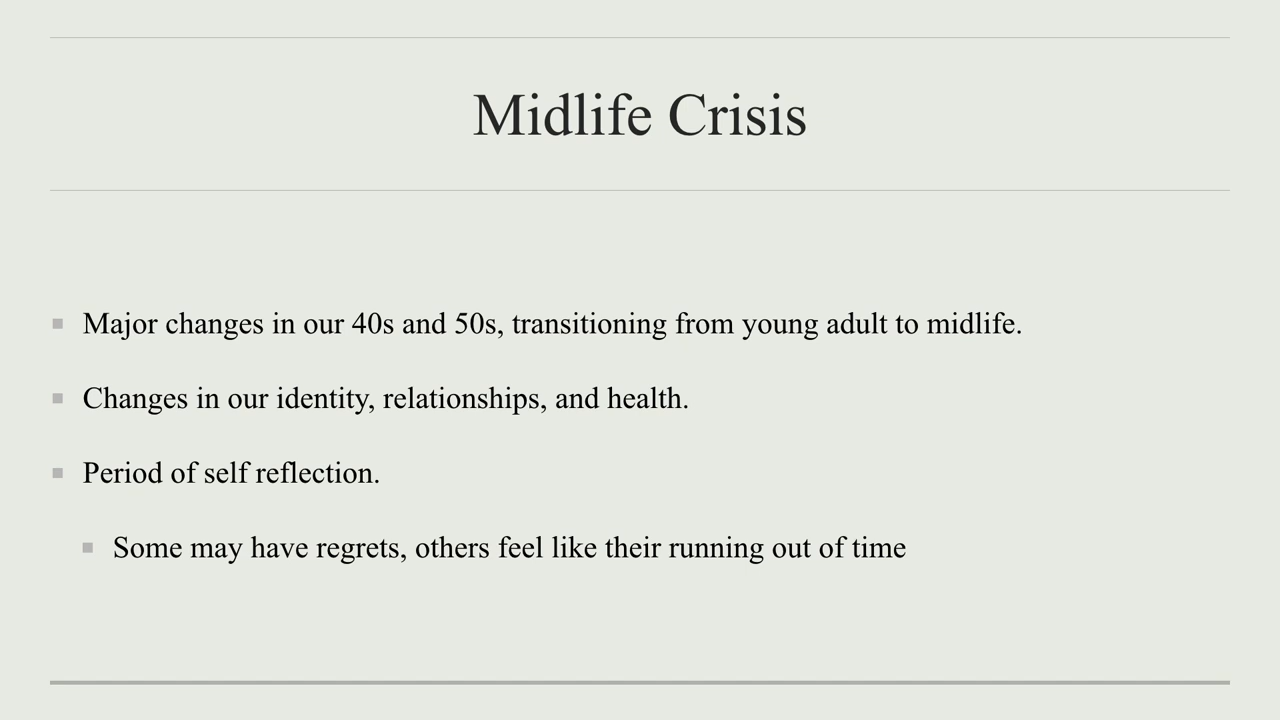 Midlife Crisis
Major changes in our 40s and 50s, transitioning from young adult to midlife.
Changes in our identity, relationships, and health.
Period of self reflection.
Some may have regrets, others feel like their running out of time